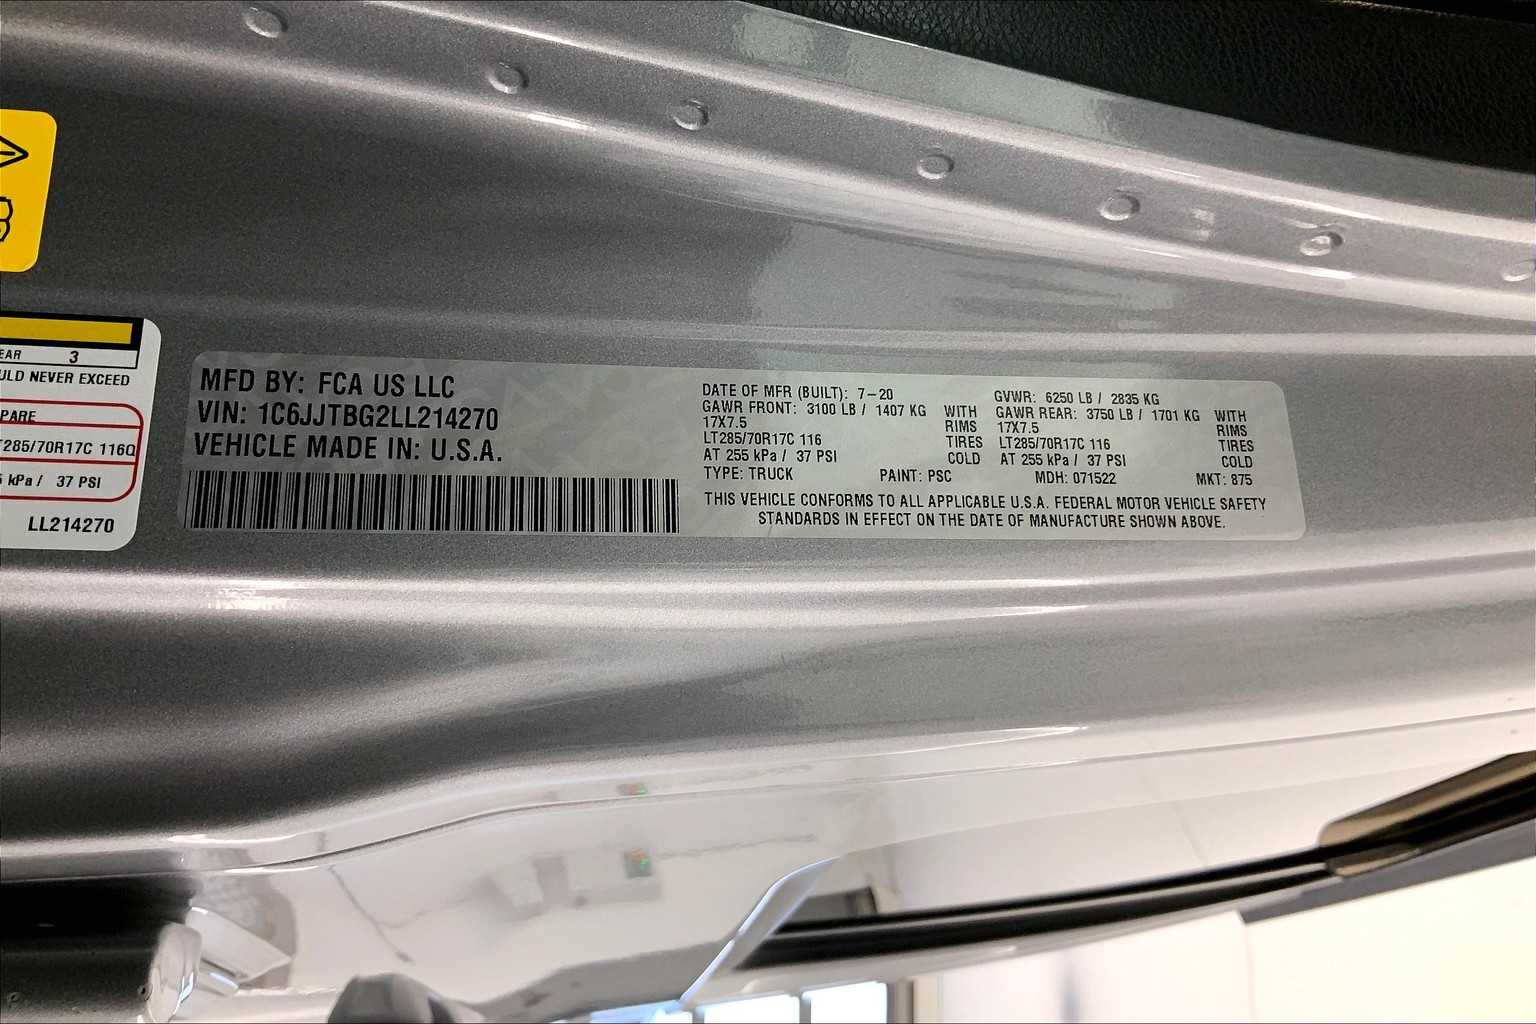 EAR 3
ULD NEVER EXCEED
PARE
T285/70R17C 116Q
kPa / 37 PSI
LL214270
MFD BY: FCA US LLC
VIN: 1C6JJTBG2LL214270
VEHICLE MADE IN: U.S.A.
DATE OF MFR (BUILT): 7-20 GVWR: 6250 LB / 2835 KG
GAWR FRONT: 3100 LB / 1407 KG WITH GAWR REAR: 3750 LB / 1701 KG WITH
17X7.5 RIMS 17X7.5 RIMS
LT285/70R17C 116 TIRES LT285/70R17C 116 TIRES
AT 255 kPa / 37 PSI COLD AT 255 kPa / 37 PSI COLD
TYPE: TRUCK PAINT: PSC MDH: 071522 MKT: 875
THIS VEHICLE CONFORMS TO ALL APPLICABLE U.S.A. FEDERAL MOTOR VEHICLE SAFETY
STANDARDS IN EFFECT ON THE DATE OF MANUFACTURE SHOWN ABOVE.